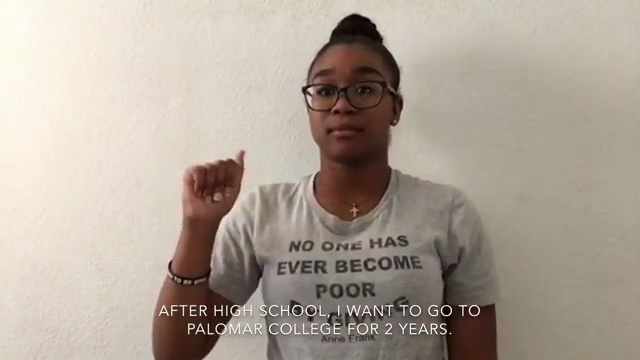 NO ONE HAS
EVER BECOME
POOR
GIVING
Anne Frank
AFTER HIGH SCHOOL, I WANT TO GO TO
PALOMAR COLLEGE FOR 2 YEARS.